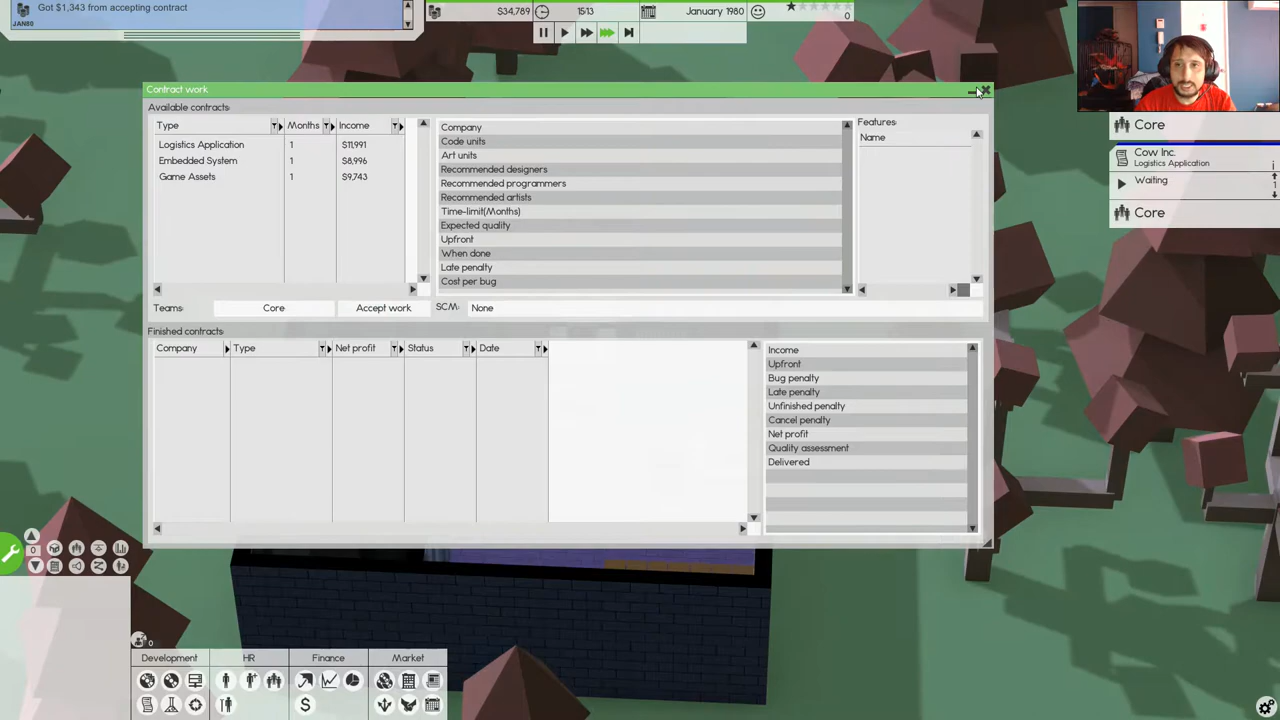 Got $1,343 from accepting contract
JAN80
$34,789
15:13
January 1980
0
Contract work
Available contracts:
Type Months Income
Logistics Application 1 $11,991
Embedded System 1 $8,996
Game Assets 1 $9,743
Company
Code units
Art units
Recommended designers
Recommended programmers
Recommended artists
Time-limit(Months)
Expected quality
Upfront
When done
Late penalty
Cost per bug
Features:
Name
Teams: Core Accept work SCM: None
Finished contracts:
Company Type Net profit Status Date
Income
Upfront
Bug penalty
Late penalty
Unfinished penalty
Cancel penalty
Net profit
Quality assessment
Delivered
Core
Cow Inc.
Logistics Application
Waiting
1
Core
0
0
Development HR Finance Market